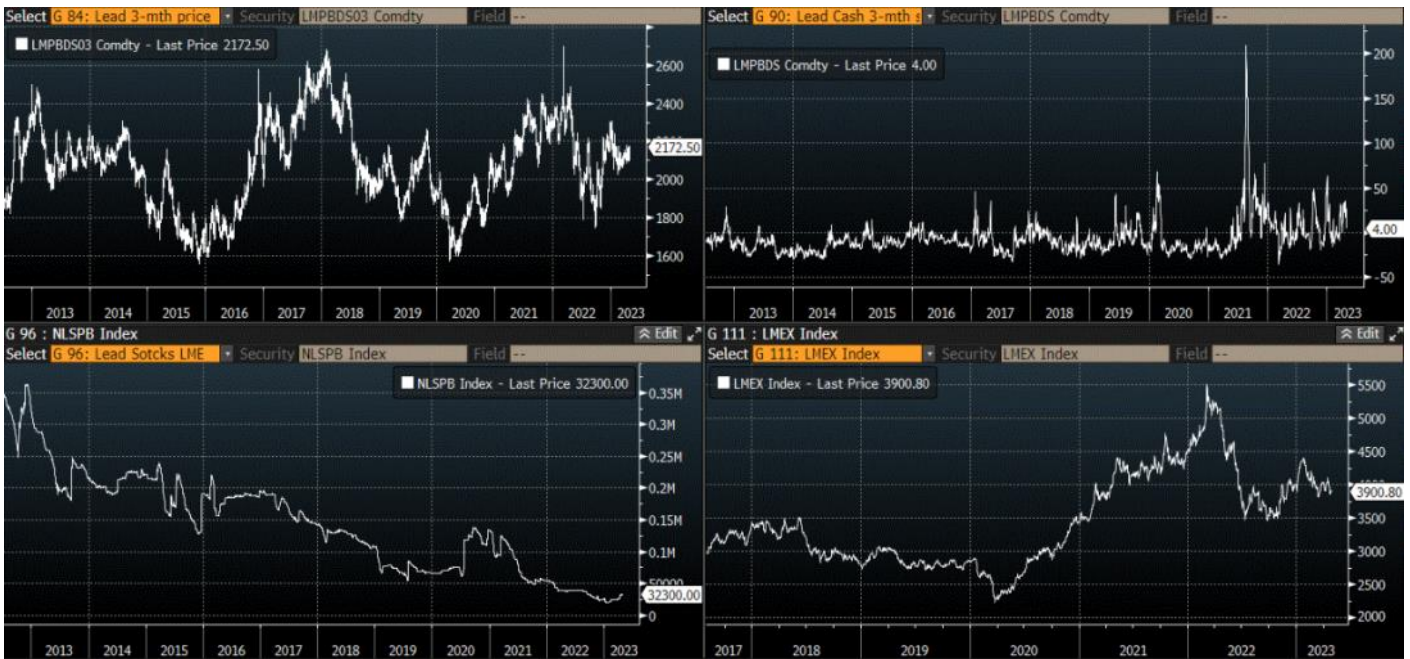 Select G 84: Lead 3-mth price Security LMPBDS03 Comdty Field --
LMPBDS03 Comdty - Last Price 2172.50
2600
2400
2172.50
2000
1800
1600
2013 2014 2015 2016 2017 2018 2019 2020 2021 2022 2023
Select G 90: Lead Cash 3-mth s Security LMPBDS Comdty Field --
LMPBDS Comdty - Last Price 4.00
200
150
100
50
4.00
-50
2013 2014 2015 2016 2017 2018 2019 2020 2021 2022 2023
G 96 : NLSPB Index Edit
Select G 96: Lead Sotcks LME Security NLSPB Index Field --
NLSPB Index - Last Price 32300.00
0.35M
0.3M
0.25M
0.2M
0.15M
0.1M
50000
32300.00
0
2013 2014 2015 2016 2017 2018 2019 2020 2021 2022 2023
G 111 : LMEX Index Edit
Select G 111: LMEX Index Security LMEX Index Field --
LMEX Index - Last Price 3900.80
5500
5000
4500
3900.80
3500
3000
2500
2000
2017 2018 2019 2020 2021 2022 2023